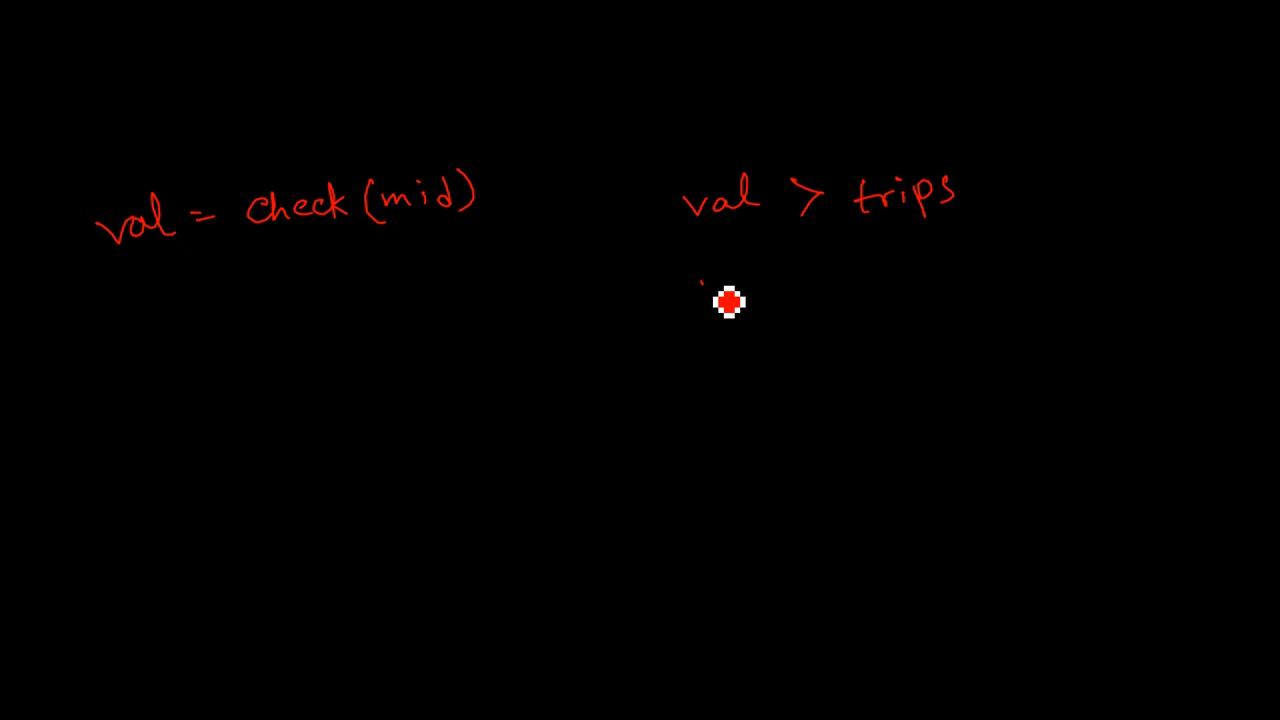 val = check(mid)
val > trips